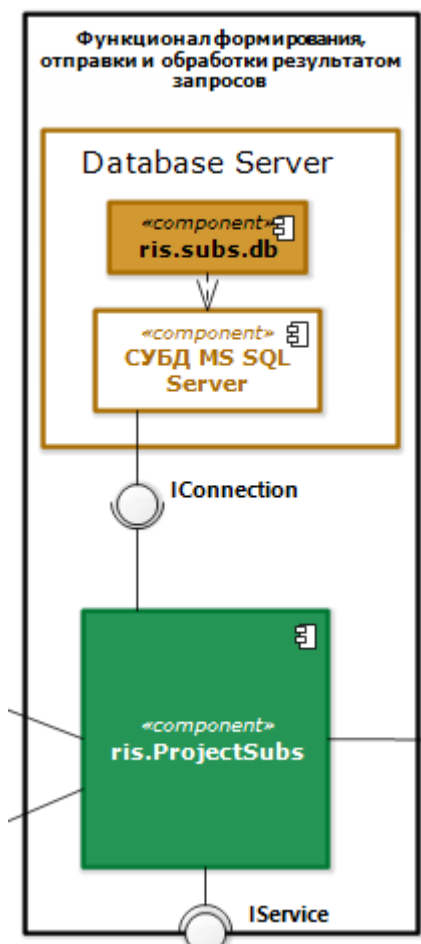 Функционал формирования,
отправки и обработки результатом
запросов
Database Server
«component»
ris.subs.db
«component»
СУБД MS SQL
Server
IConnection
«component»
ris.ProjectSubs
IService